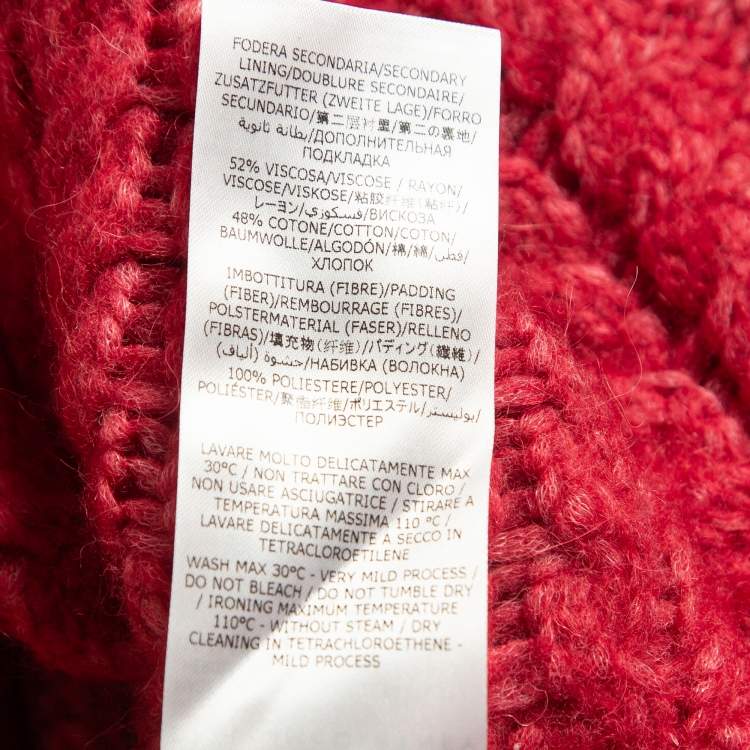 FODERA SECONDARIA/SECONDARY
LINING/DOUBLURE SECONDAIRE/
ZUSATZFUTTER (ZWEITE LAGE)/FORRO
SECUNDARIO/第二层衬里/第二の裏地/
بطانة ثانوية/ДОПОЛНИТЕЛЬНАЯ
ПОДКЛАДКА
52% VISCOSA/VISCOSE / RAYON/
VISCOSE/VISKOSE/粘胶纤维(粘纤)/
レーヨン/فسكوزي/ВИСКОЗА
48% COTONE/COTTON/COTON/
BAUMWOLLE/ALGODÓN/棉/綿/قطن/
ХЛОПОК
IMBOTTITURA (FIBRE)/PADDING
(FIBER)/REMBOURRAGE (FIBRES)/
POLSTERMATERIAL (FASER)/RELLENO
(FIBRAS)/填充物(纤维)/パディング(繊維)/
حشوة (ألياف)/НАБИВКА (ВОЛОКНА)
100% POLIESTERE/POLYESTER/
POLIÉSTER/聚酯纤维/ポリエステル/بوليستر/
ПОЛИЭСТЕР
LAVARE MOLTO DELICATAMENTE MAX
30°C / NON TRATTARE CON CLORO /
NON USARE ASCIUGATRICE / STIRARE A
TEMPERATURA MASSIMA 110 °C /
LAVARE DELICATAMENTE A SECCO IN
TETRACLOROETILENE
WASH MAX 30°C - VERY MILD PROCESS /
DO NOT BLEACH / DO NOT TUMBLE DRY
/ IRONING MAXIMUM TEMPERATURE
110°C - WITHOUT STEAM / DRY
CLEANING IN TETRACHLOROETHENE -
MILD PROCESS